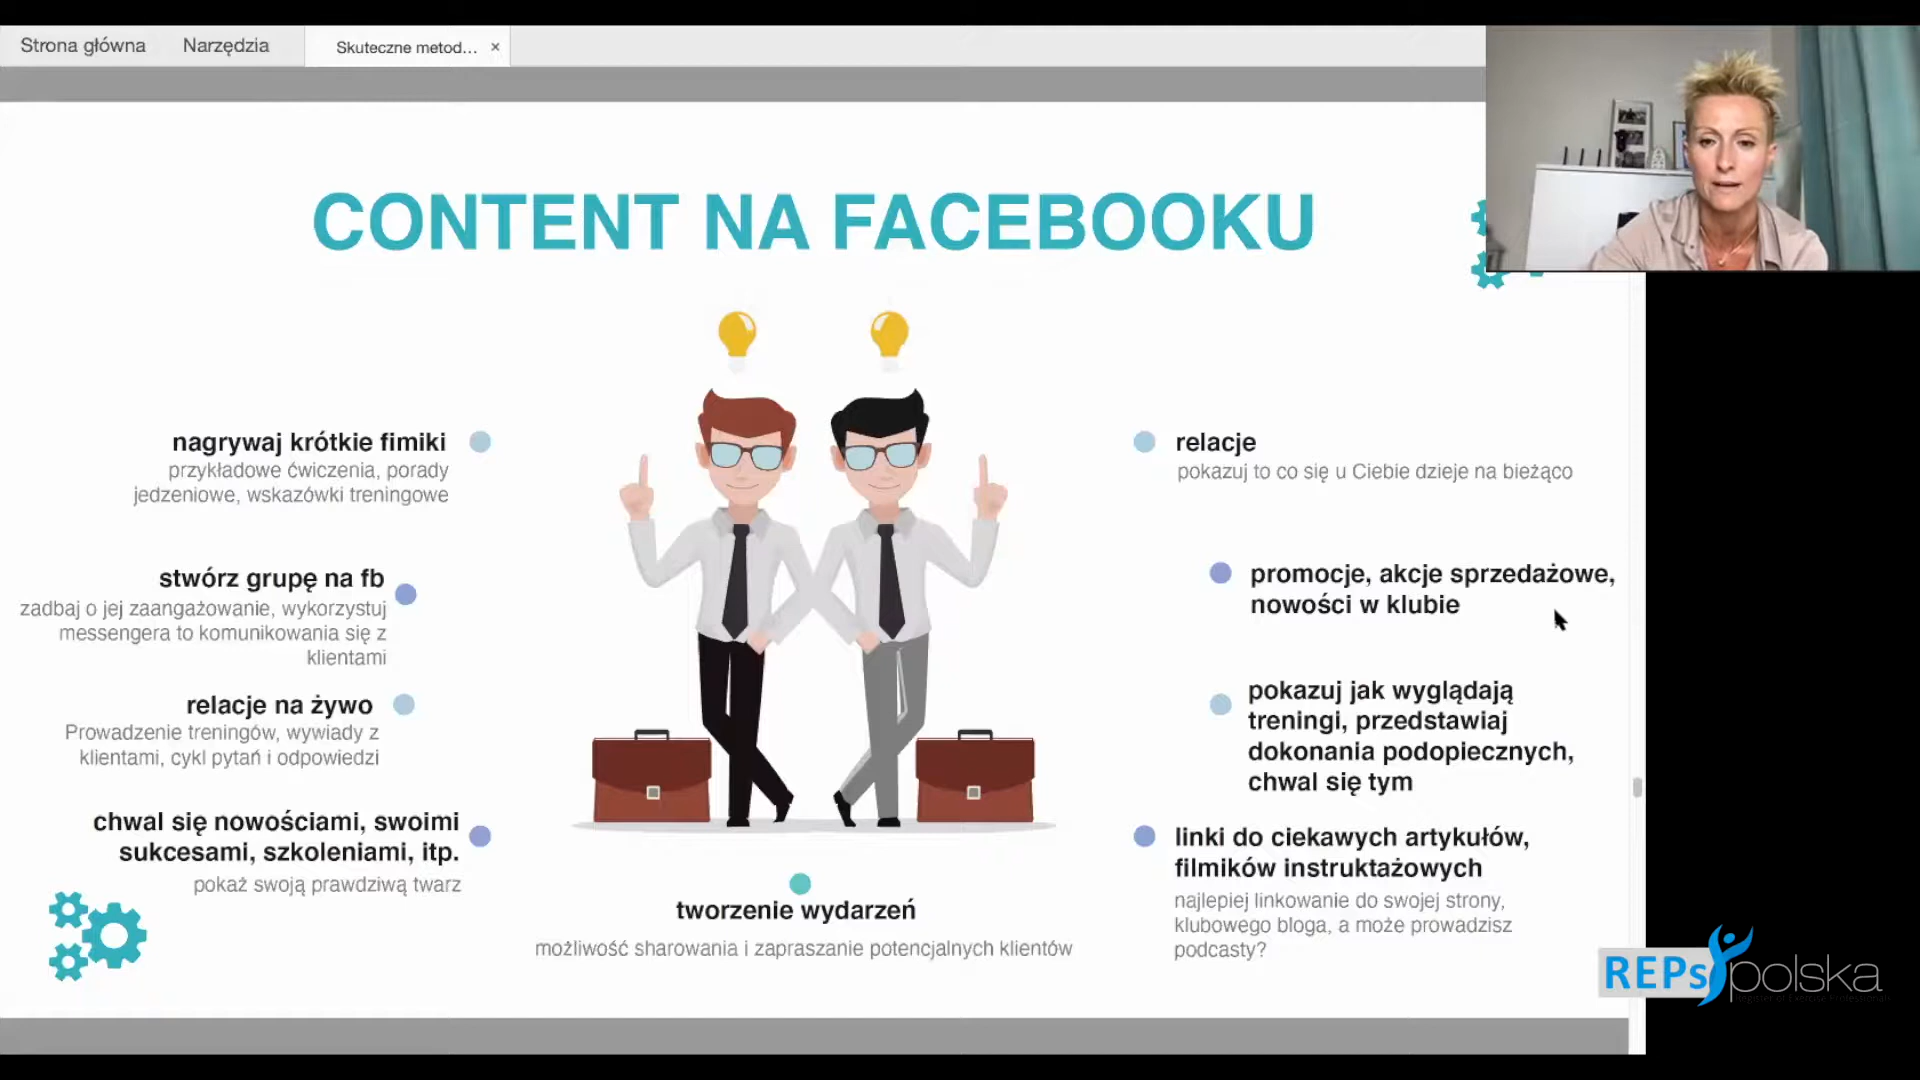 Strona główna
Narzędzia
Skuteczne metod... ×
CONTENT NA FACEBOOKU
nagrywaj krótkie fimiki
przykładowe ćwiczenia, porady
jedzeniowe, wskazówki treningowe
stwórz grupę na fb
zadbaj o jej zaangażowanie, wykorzystuj
messengera to komunikowania się z
klientami
relacje na żywo
Prowadzenie treningów, wywiady z
klientami, cykl pytań i odpowiedzi
chwal się nowościami, swoimi
sukcesami, szkoleniami, itp.
pokaż swoją prawdziwą twarz
tworzenie wydarzeń
możliwość sharowania i zapraszanie potencjalnych klientów
relacje
pokazuj to co się u Ciebie dzieje na bieżąco
promocje, akcje sprzedażowe,
nowości w klubie
pokazuj jak wyglądają
treningi, przedstawiaj
dokonania podopiecznych,
chwal się tym
linki do ciekawych artykułów,
filmików instruktażowych
najlepiej linkowanie do swojej strony,
klubowego bloga, a może prowadzisz
podcasty?
REPs polska